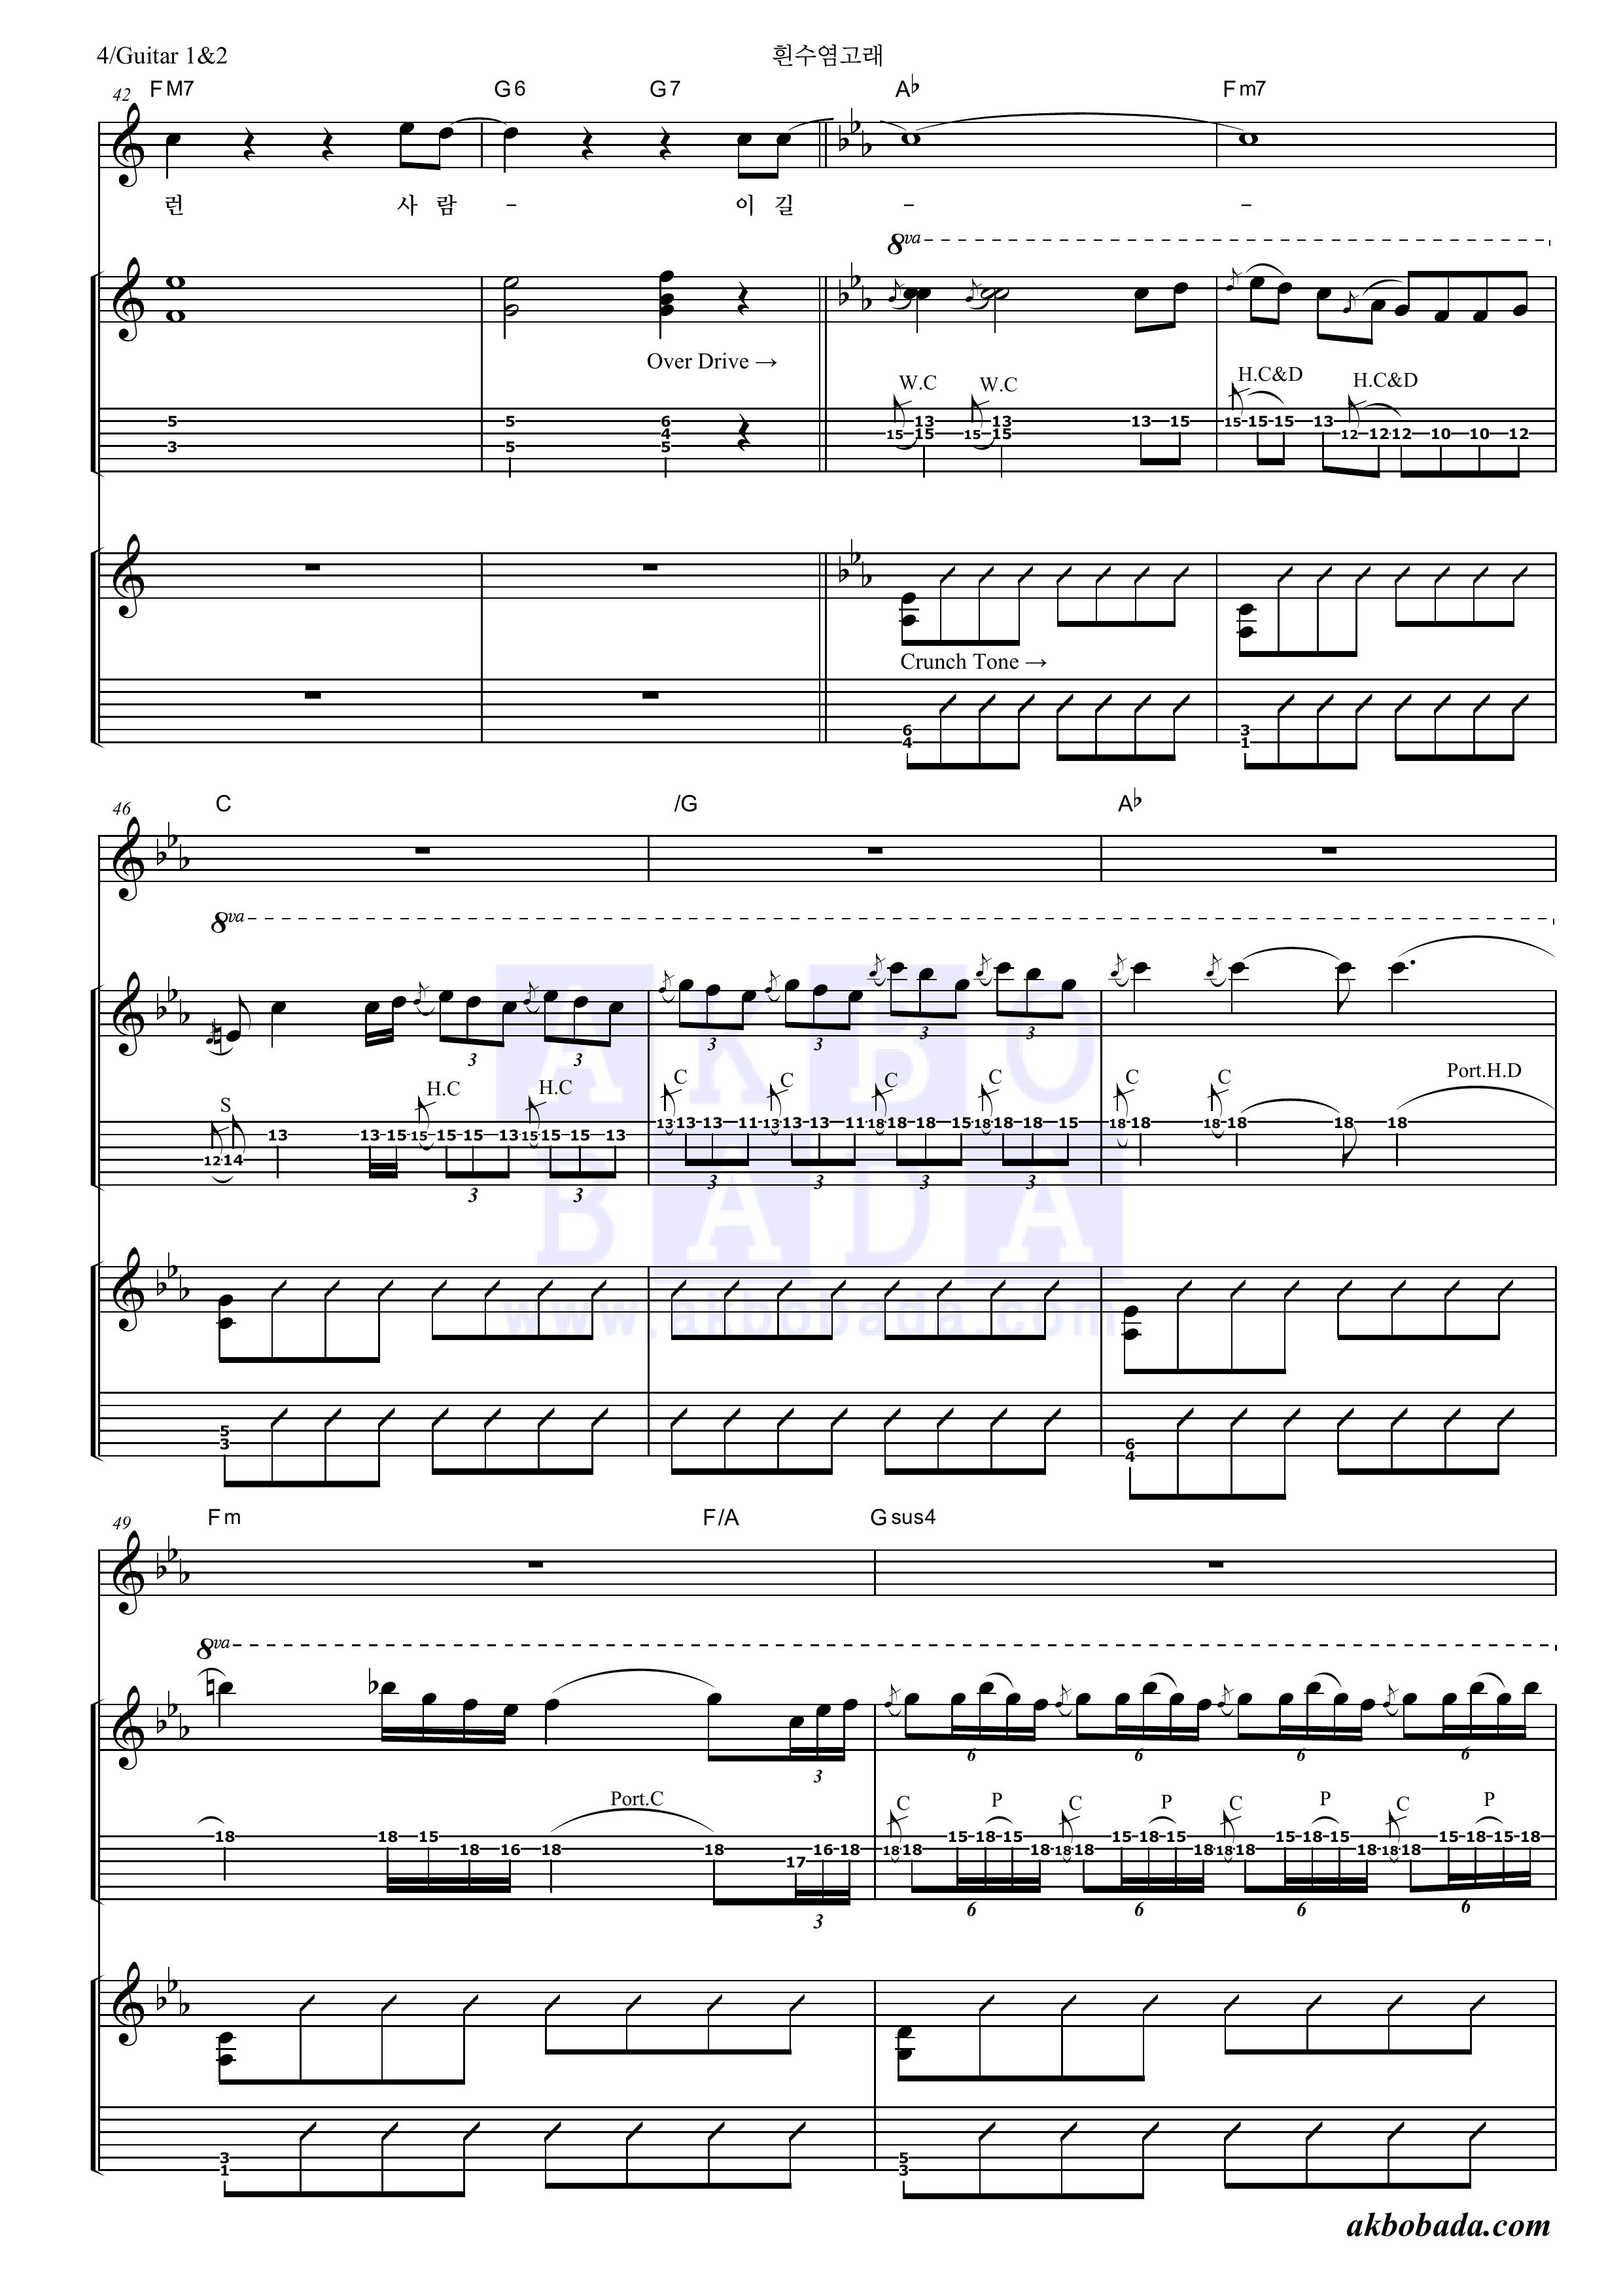 4/Guitar 1&2 흰수염고래
42 FM7 G6 G7 A♭ Fm7
런 사 람 - 이 길 - -
8va
Over Drive →
W.C W.C H.C&D H.C&D
5 5 6 15 13 15 13 13 15 15 15 15 13 12 12 12 10 10 12
3 5 4 5 15 15
Crunch Tone →
6 3
4 1
46 C /G A♭
8va
3 3 3 3 3 3
S H.C H.C C C C C C C Port.H.D
12 14 13 13 15 15 15 15 13 15 15 15 13 13 13 13 11 13 13 13 11 18 18 18 15 18 18 18 15 18 18 18 18 18 18
3 3 3 3 3 3
AKBO
BADA
www.akbobada.com
5 6
3 4
49 Fm F/A Gsus4
8va
3 6 6 6 6
Port.C C P C P C P C P
18 18 15 18 16 18 18 17 16 18 18 18 15 18 15 18 18 18 15 18 15 18 18 18 15 18 15 18 18 18 15 18 15 18
3 6 6 6 6
3 5
1 3
akbobada.com